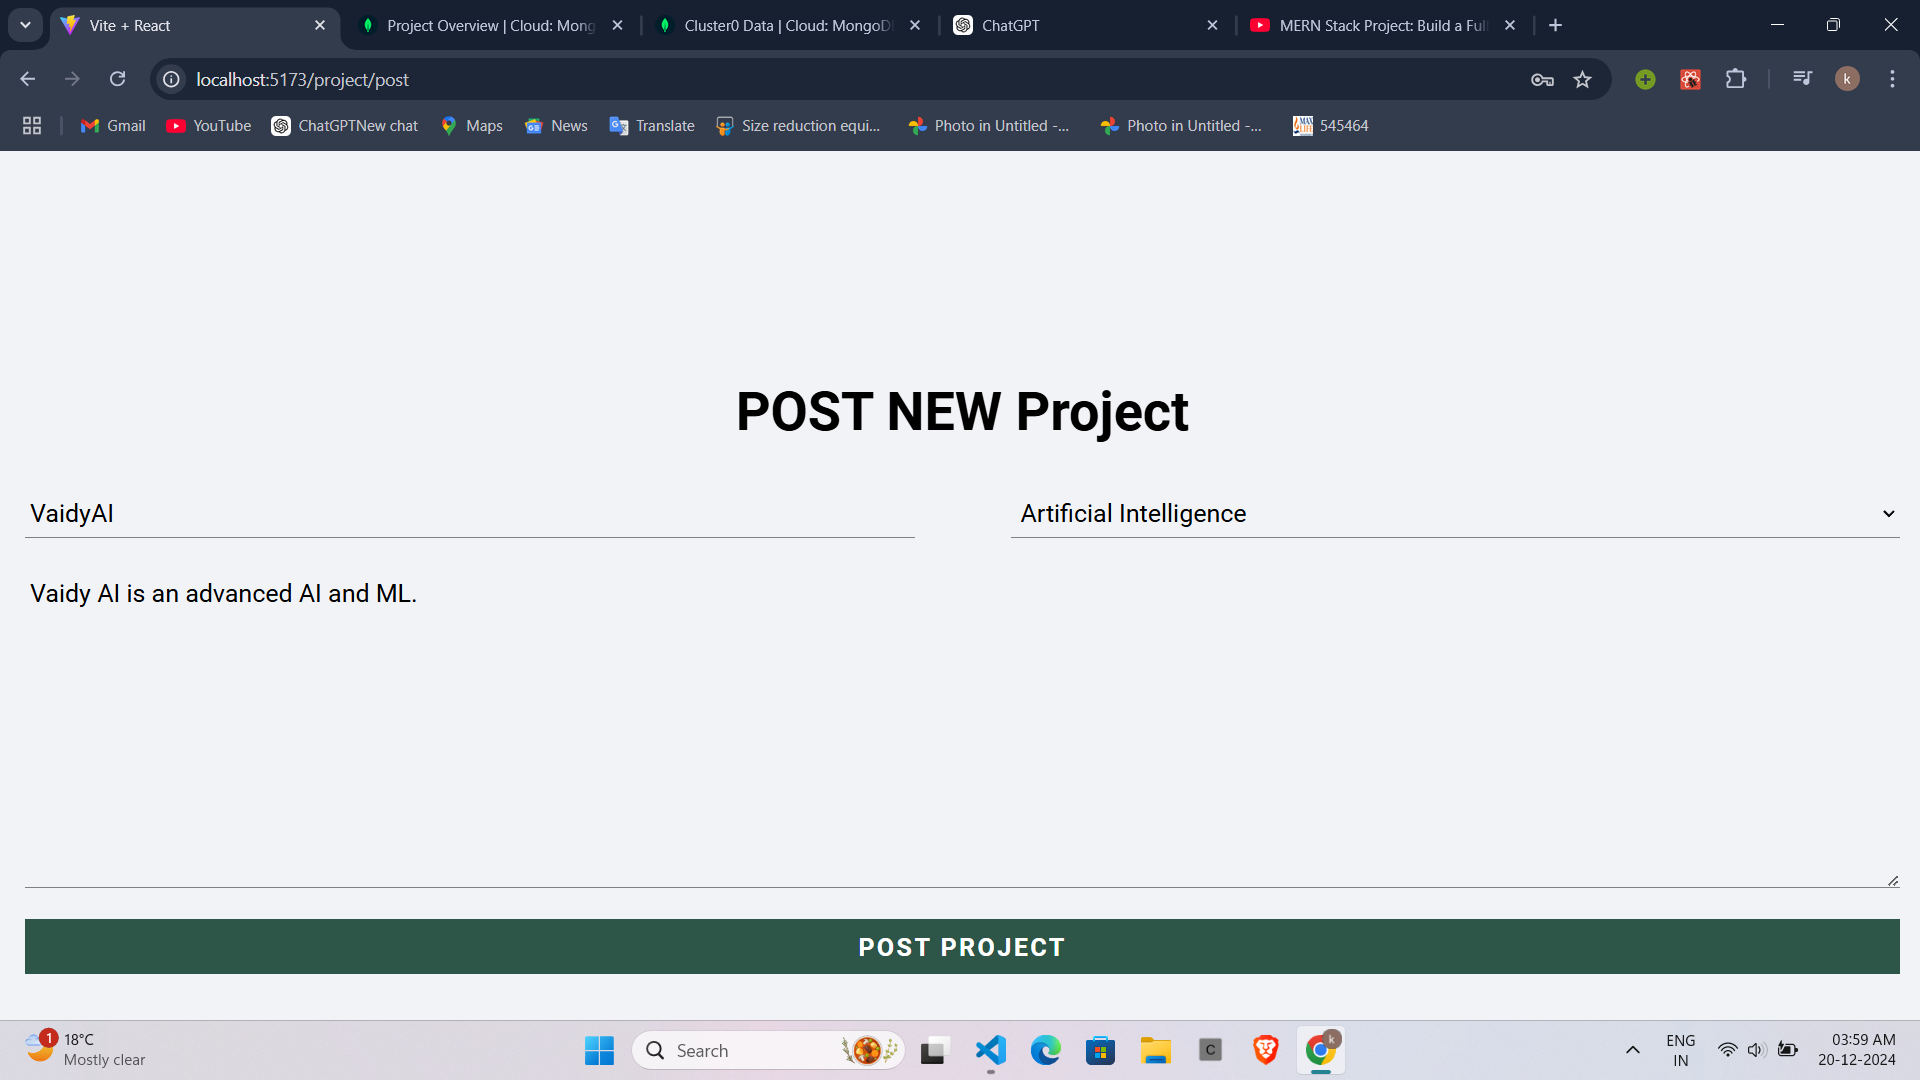 Vite + React
Project Overview | Cloud: Mong
Cluster0 Data | Cloud: MongoD
ChatGPT
MERN Stack Project: Build a Ful
localhost:5173/project/post
k
Gmail
YouTube
ChatGPTNew chat
Maps
News
Translate
Size reduction equi...
Photo in Untitled -...
Photo in Untitled -...
545464
POST NEW Project
VaidyAI
Artificial Intelligence
Vaidy AI is an advanced AI and ML.
POST PROJECT
1
18°C
Mostly clear
Search
C
k
ENG
IN
03:59 AM
20-12-2024